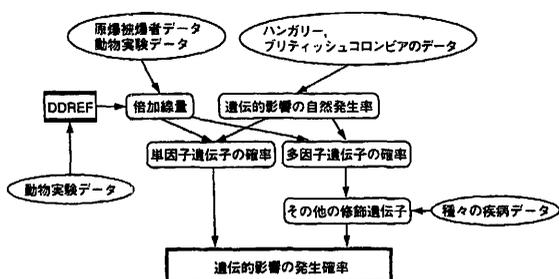 原爆被爆者データ
動物実験データ
ハンガリー,
ブリティッシュコロンビアのデータ
DDREF
倍加線量
遺伝的影響の自然発生率
単因子遺伝子の確率
多因子遺伝子の確率
動物実験データ
その他の修飾遺伝子
種々の疾病データ
遺伝的影響の発生確率